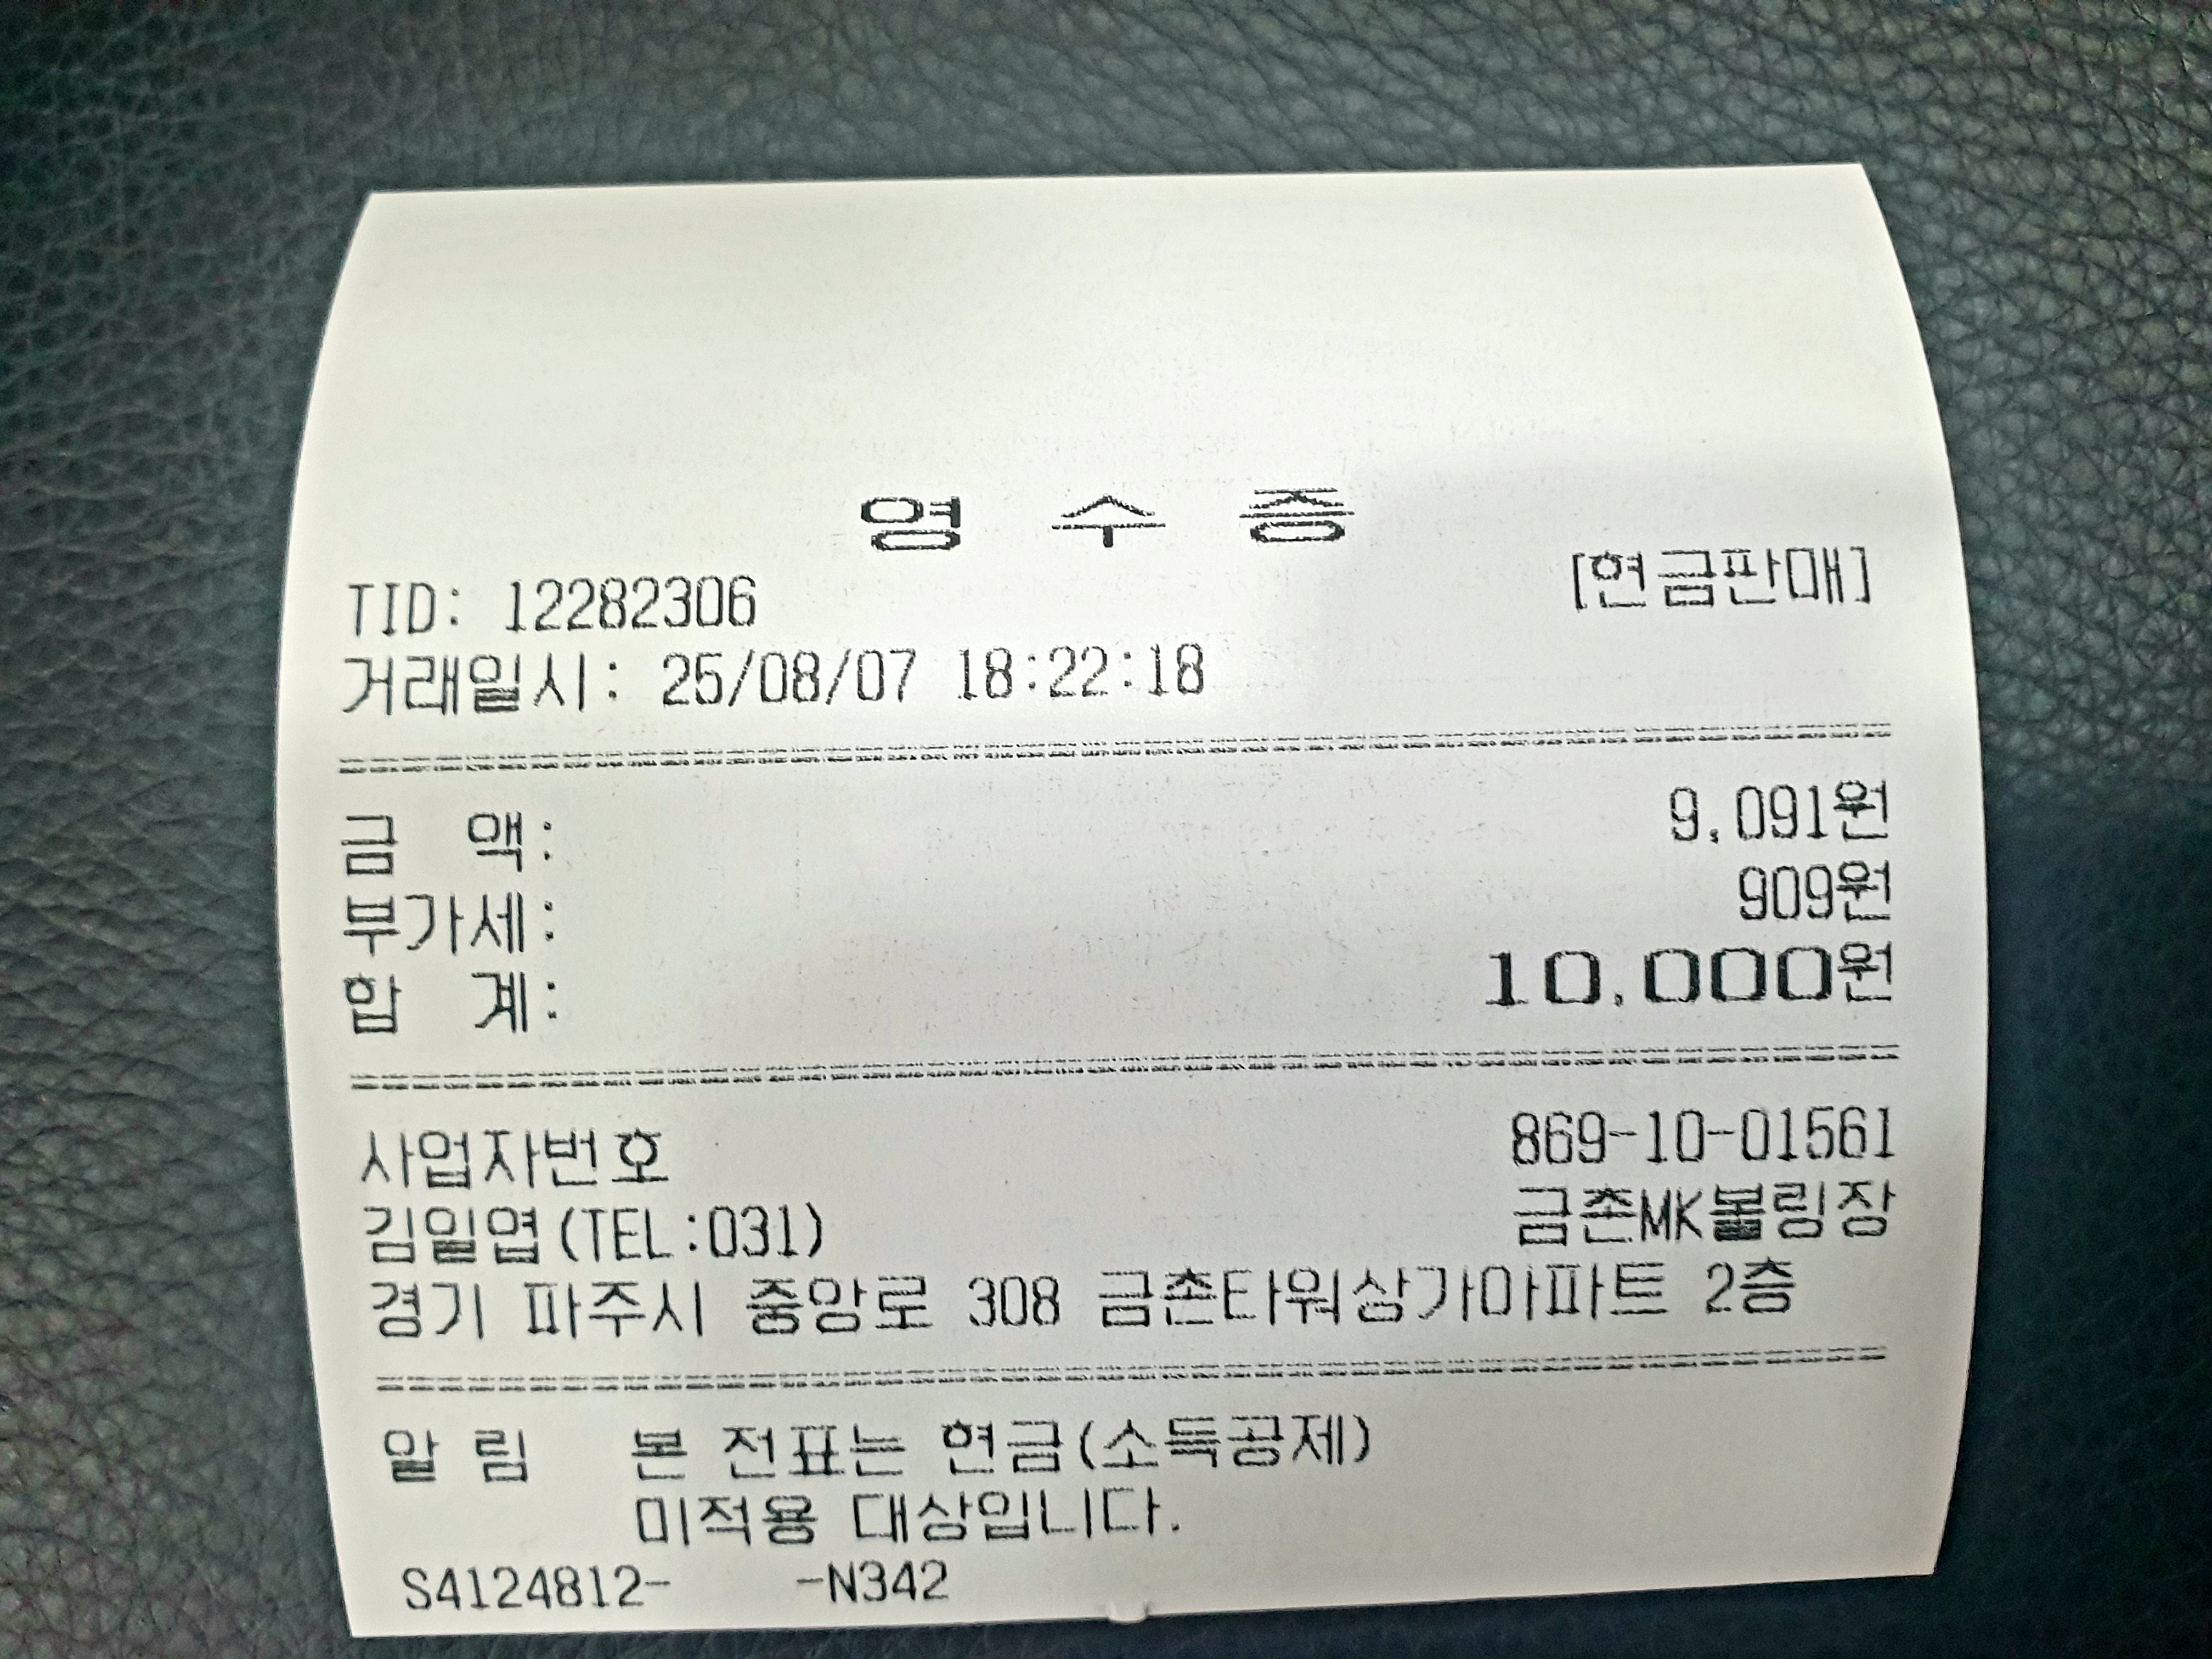 영 수 증
[현금판매]
TID: 12282306
거래일시: 25/08/07 18:22:18
금 액: 9,091원
부가세: 909원
합 계: 10,000원
사업자번호 869-10-01561
김일엽(TEL:031) 금촌MK볼링장
경기 파주시 중앙로 308 금촌타워상가아파트 2층
알 림 본 전표는 현금(소득공제)
미적용 대상입니다.
S4124812- -N342